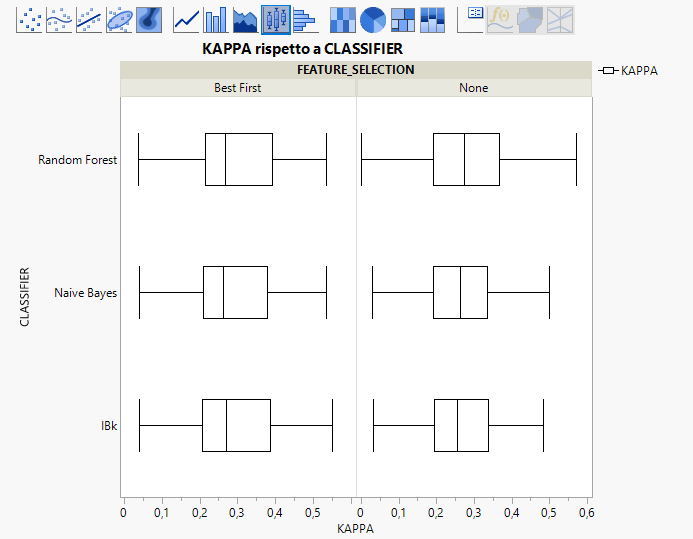 KAPPA rispetto a CLASSIFIER
FEATURE_SELECTION
Best First None
KAPPA
Random Forest
Naive Bayes
IBk
CLASSIFIER
0 0,1 0,2 0,3 0,4 0,5 0 0,1 0,2 0,3 0,4 0,5 0,6
KAPPA